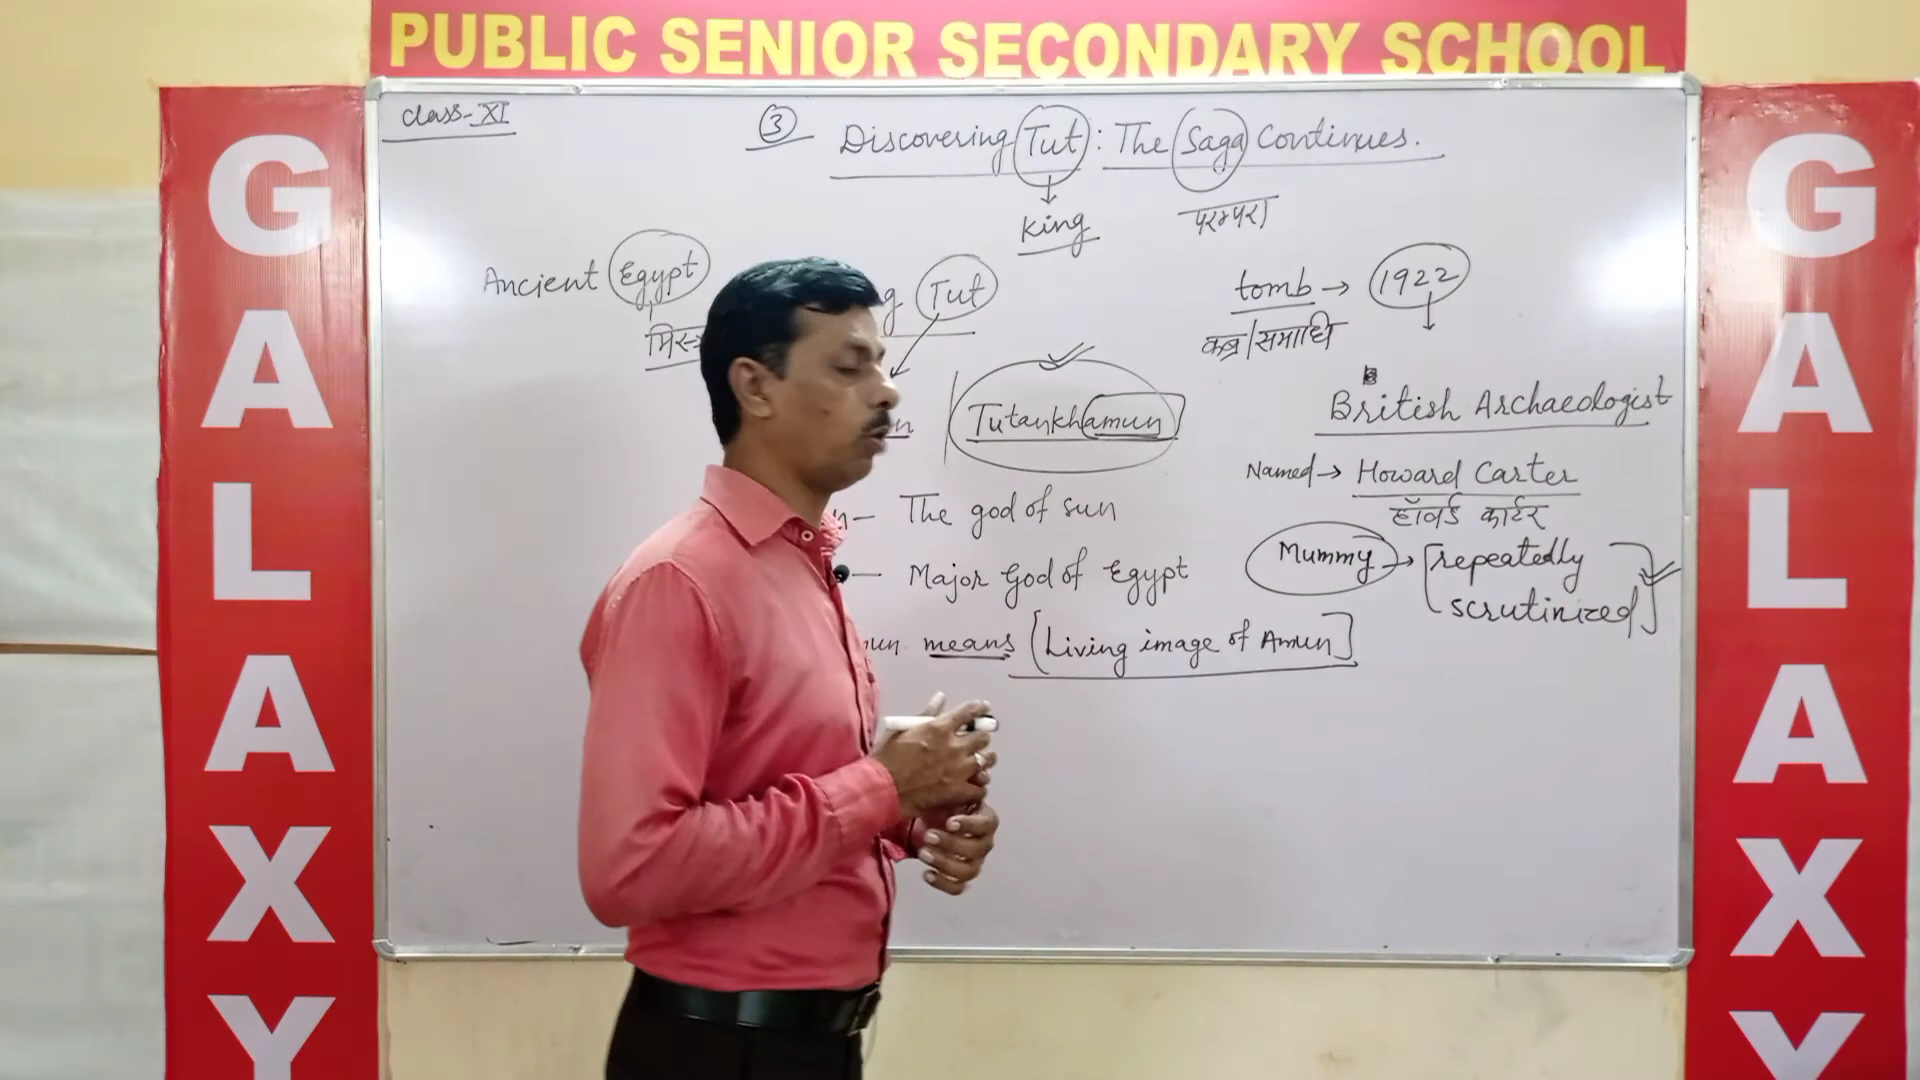 PUBLIC SENIOR SECONDARY SCHOOL
GALAXY
GALAXY
class-XI
③ Discovering Tut : The Saga Continues.
King
परम्परा
Ancient Egypt
Tut
tomb → 1922
कब्र/समाधि
British Archaeologist
Tutankhamun
Named → Howard Carter
हॉवर्ड कार्टर
— The god of sun
— Major God of Egypt
Mummy → [repeatedly
scrutinized]
means [Living image of Amun]